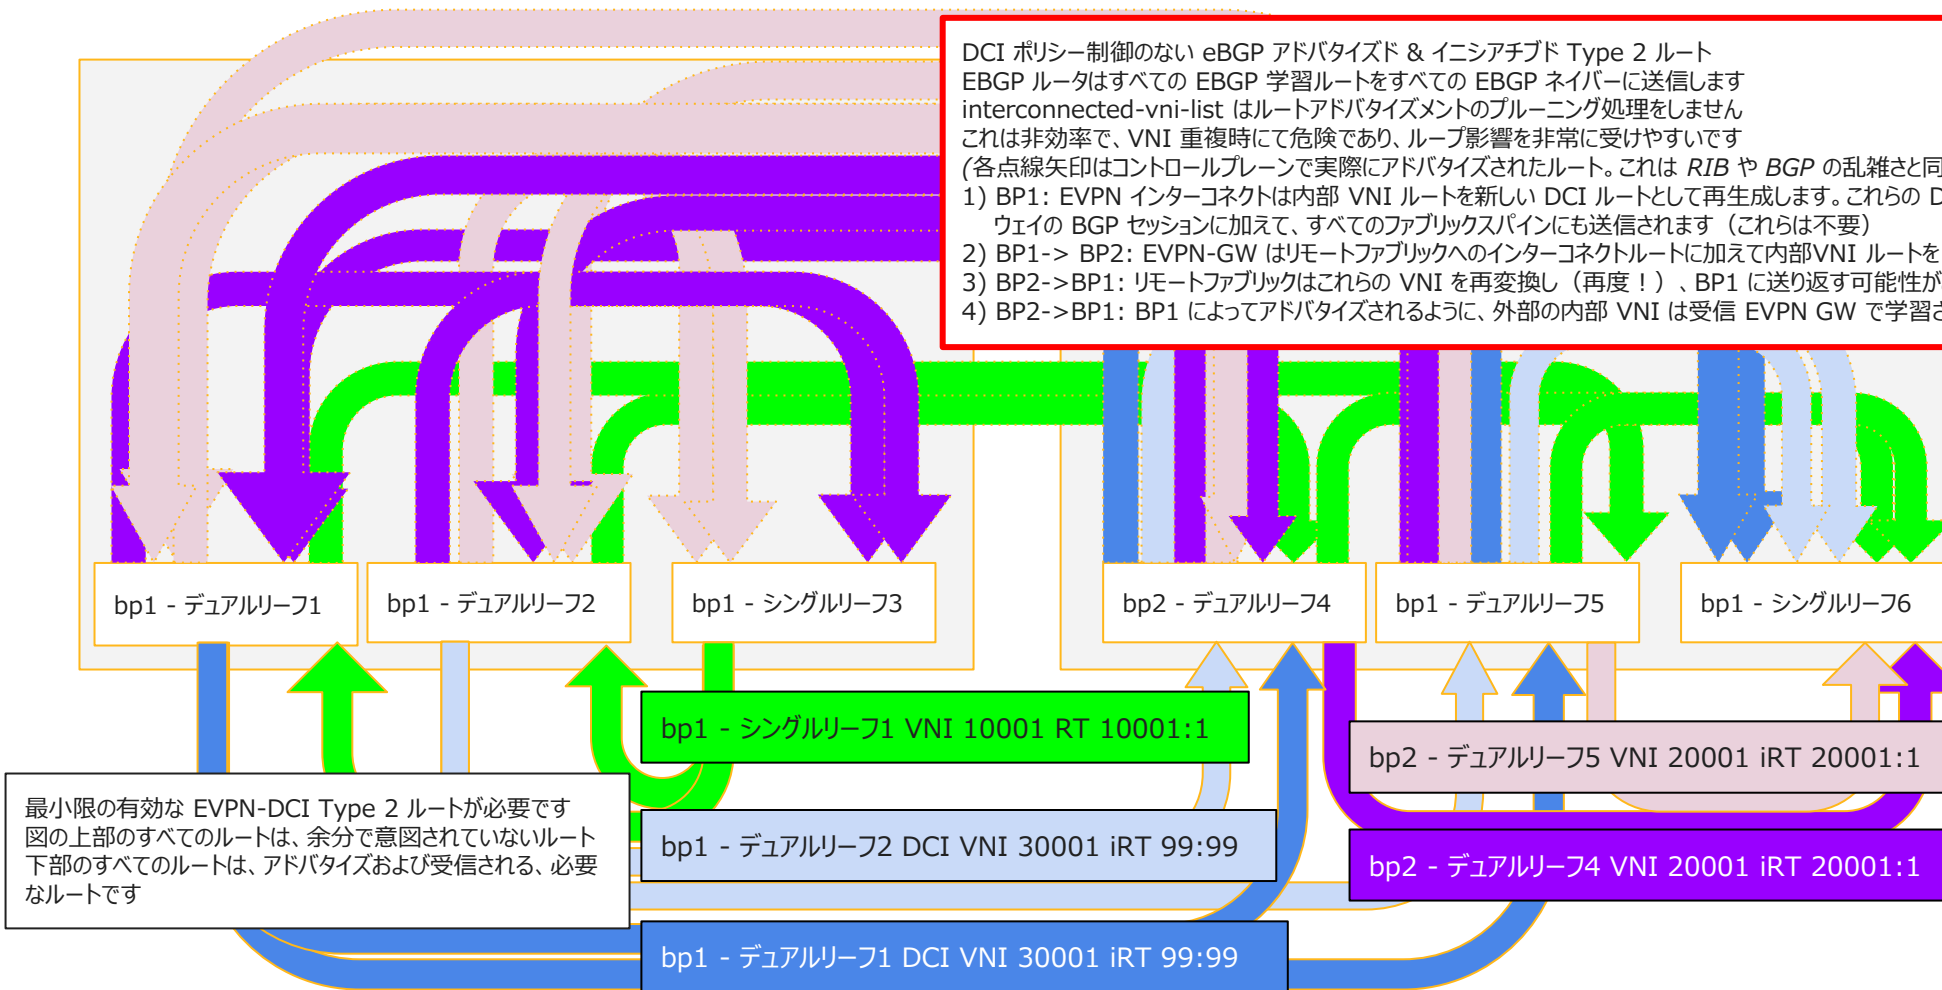 DCI ポリシー制御のない eBGP アドバタイズド & イニシアチブド Type 2 ルート
EBGP ルータはすべての EBGP 学習ルートをすべての EBGP ネイバーに送信します
interconnected-vni-list はルートアドバタイズメントのプルーニング処理をしません
これは非効率で、VNI 重複時にて危険であり、ループ影響を非常に受けやすいです
(各点線矢印はコントロールプレーンで実際にアドバタイズされたルート。これは RIB や BGP の乱雑さと同
1) BP1: EVPN インターコネクトは内部 VNI ルートを新しい DCI ルートとして再生成します。これらの D
ウェイの BGP セッションに加えて、すべてのファブリックスパインにも送信されます（これらは不要）
2) BP1-> BP2: EVPN-GW はリモートファブリックへのインターコネクトルートに加えて内部VNI ルートを
3) BP2->BP1: リモートファブリックはこれらの VNI を再変換し（再度！）、BP1 に送り返す可能性が
4) BP2->BP1: BP1 によってアドバタイズされるように、外部の内部 VNI は受信 EVPN GW で学習さ
bp1 - デュアルリーフ1
bp1 - デュアルリーフ2
bp1 - シングルリーフ3
bp2 - デュアルリーフ4
bp1 - デュアルリーフ5
bp1 - シングルリーフ6
bp1 - シングルリーフ1 VNI 10001 RT 10001:1
bp2 - デュアルリーフ5 VNI 20001 iRT 20001:1
最小限の有効な EVPN-DCI Type 2 ルートが必要です
図の上部のすべてのルートは、余分で意図されていないルート
下部のすべてのルートは、アドバタイズおよび受信される、必要
なルートです
bp1 - デュアルリーフ2 DCI VNI 30001 iRT 99:99
bp2 - デュアルリーフ4 VNI 20001 iRT 20001:1
bp1 - デュアルリーフ1 DCI VNI 30001 iRT 99:99